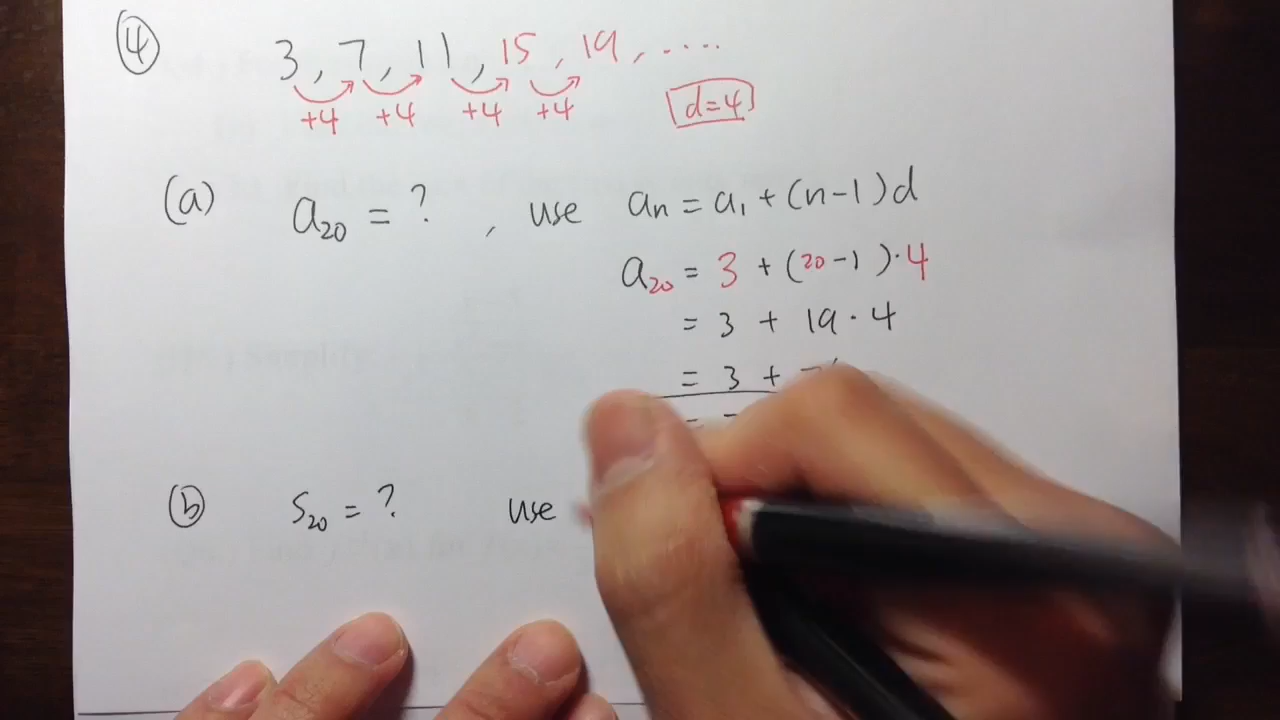 ④ 3, 7, 11, 15, 19, ....
+4 +4 +4 +4 d=4
(a) a₂₀ = ? , use aₙ = a₁ + (n-1)d
a₂₀ = 3 + (20-1)·4
= 3 + 19·4
= 3 +
=
ⓑ S₂₀ = ? use